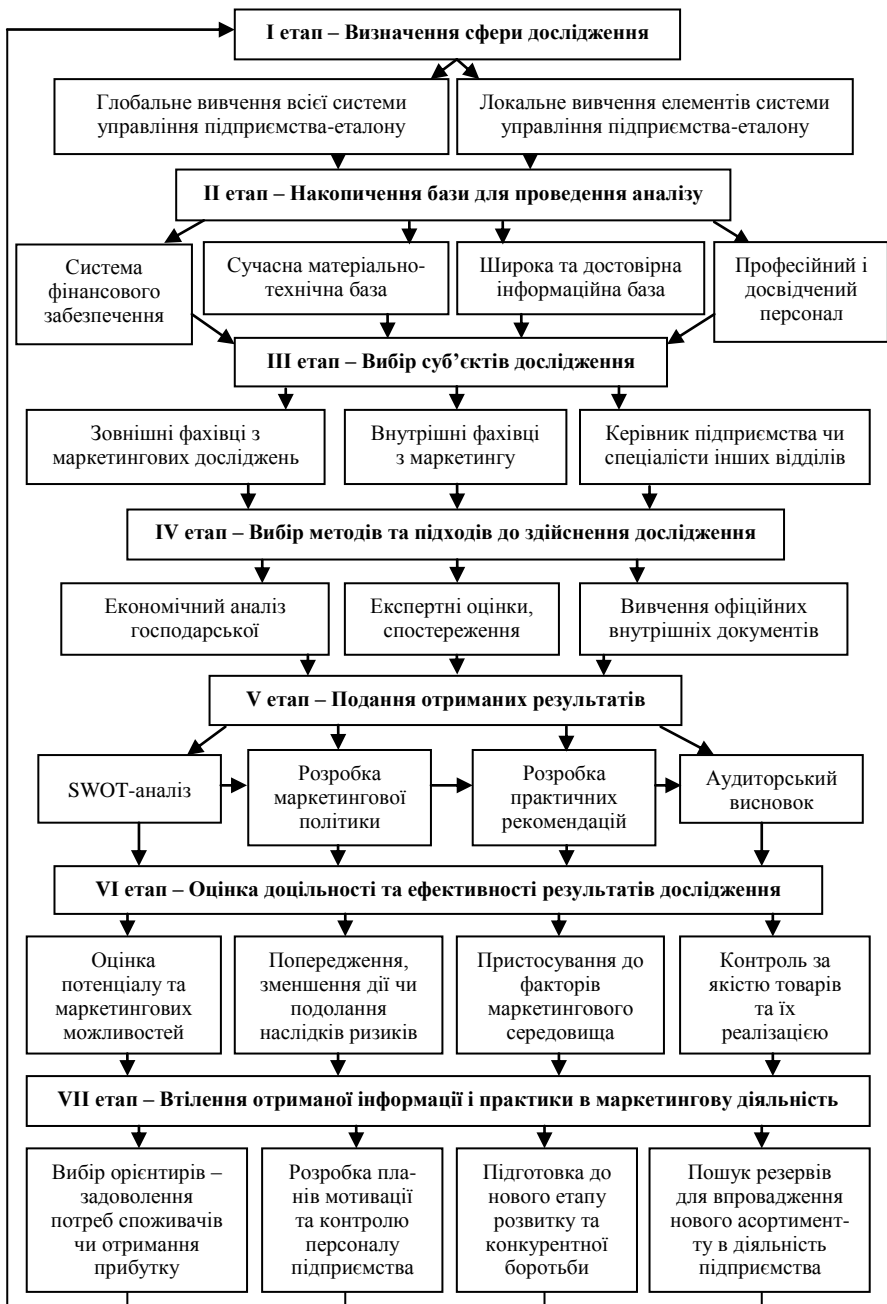 І етап – Визначення сфери дослідження
Глобальне вивчення всієї системи
управління підприємства-еталону
Локальне вивчення елементів системи
управління підприємства-еталону
ІІ етап – Накопичення бази для проведення аналізу
Система
фінансового
забезпечення
Сучасна матеріально-
технічна база
Широка та достовірна
інформаційна база
Професійний і
досвідчений
персонал
ІІІ етап – Вибір суб’єктів дослідження
Зовнішні фахівці з
маркетингових досліджень
Внутрішні фахівці
з маркетингу
Керівник підприємства чи
спеціалісти інших відділів
IV етап – Вибір методів та підходів до здійснення дослідження
Економічний аналіз
господарської
Експертні оцінки,
спостереження
Вивчення офіційних
внутрішніх документів
V етап – Подання отриманих результатів
SWOT-аналіз
Розробка
маркетингової
політики
Розробка
практичних
рекомендацій
Аудиторський
висновок
VI етап – Оцінка доцільності та ефективності результатів дослідження
Оцінка
потенціалу та
маркетингових
можливостей
Попередження,
зменшення дії чи
подолання
наслідків ризиків
Пристосування до
факторів
маркетингового
середовища
Контроль за
якістю товарів
та їх
реалізацією
VII етап – Втілення отриманої інформації і практики в маркетингову діяльність
Вибір орієнтирів –
задоволення
потреб споживачів
чи отримання
прибутку
Розробка пла-
нів мотивації
та контролю
персоналу
підприємства
Підготовка до
нового етапу
розвитку та
конкурентної
боротьби
Пошук резервів
для впровадження
нового асортимент-
ту в діяльність
підприємства